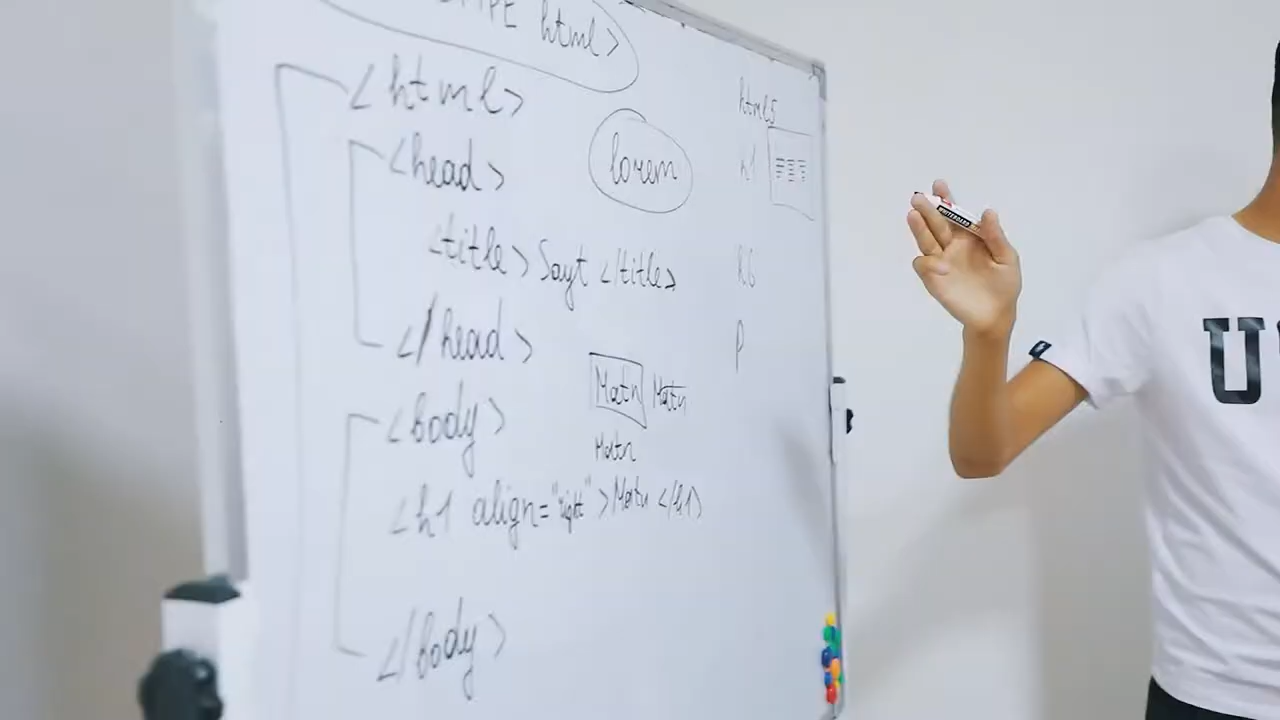 html>
<html>
<head>
<title> Sayt </title>
</head>
<body>
<h1 align="right">Matn </h1>
</body>
lorem
Matn Matn
Matn
html5
h1
h6
p
WHITEBOARD
U